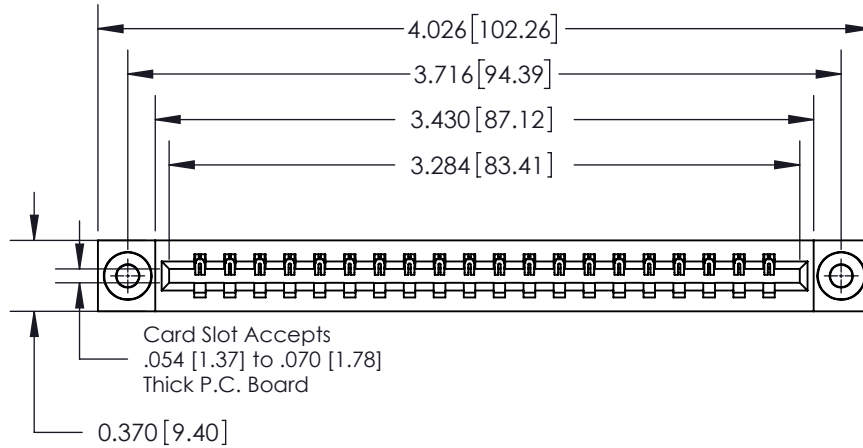 4.026 [102.26]
3.716 [94.39]
3.430 [87.12]
3.284 [83.41]
Card Slot Accepts
.054 [1.37] to .070 [1.78]
Thick P.C. Board
0.370 [9.40]